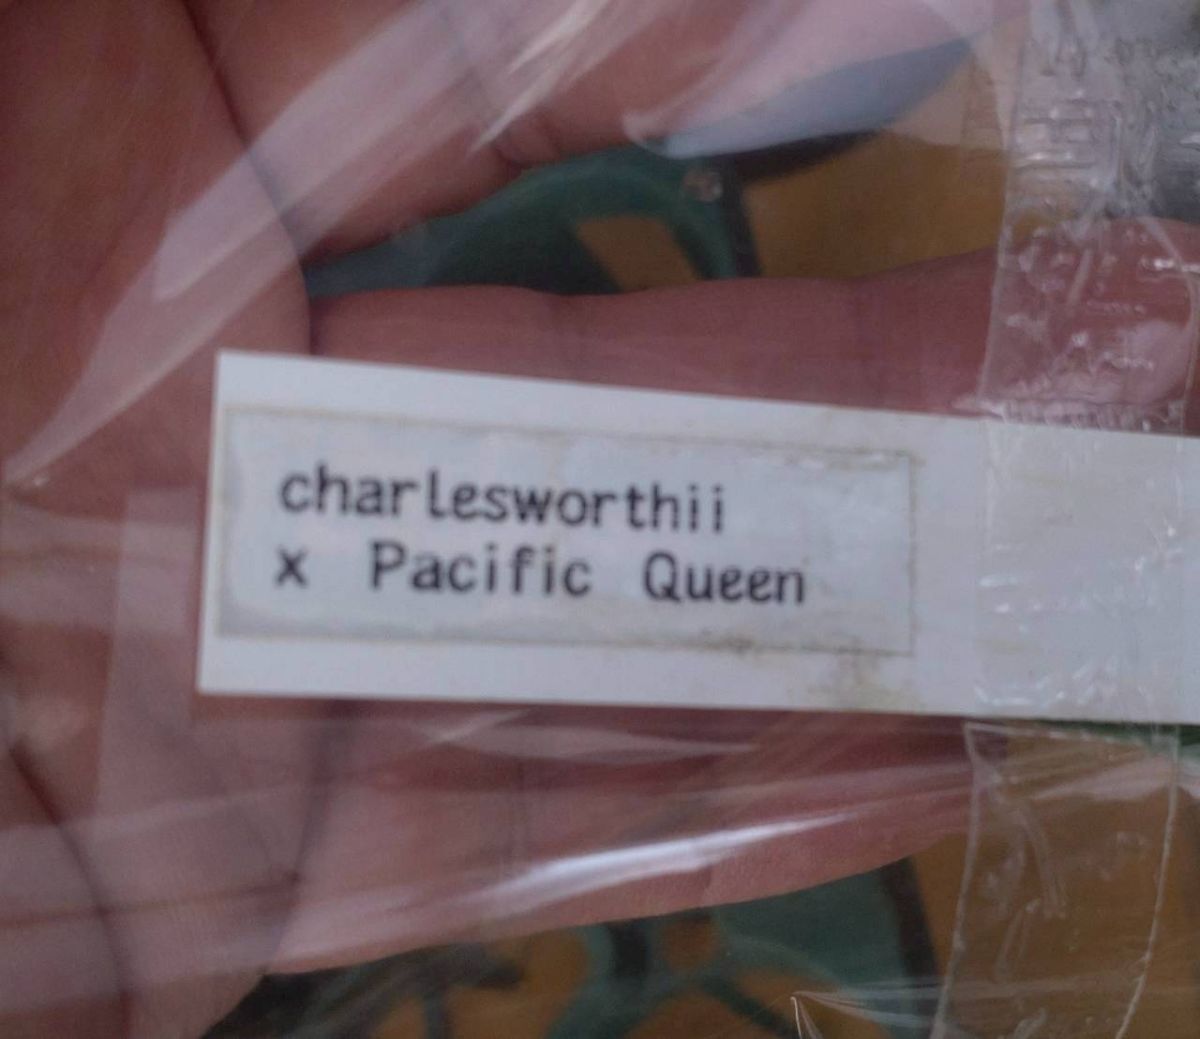 charlesworthii
x Pacific Queen